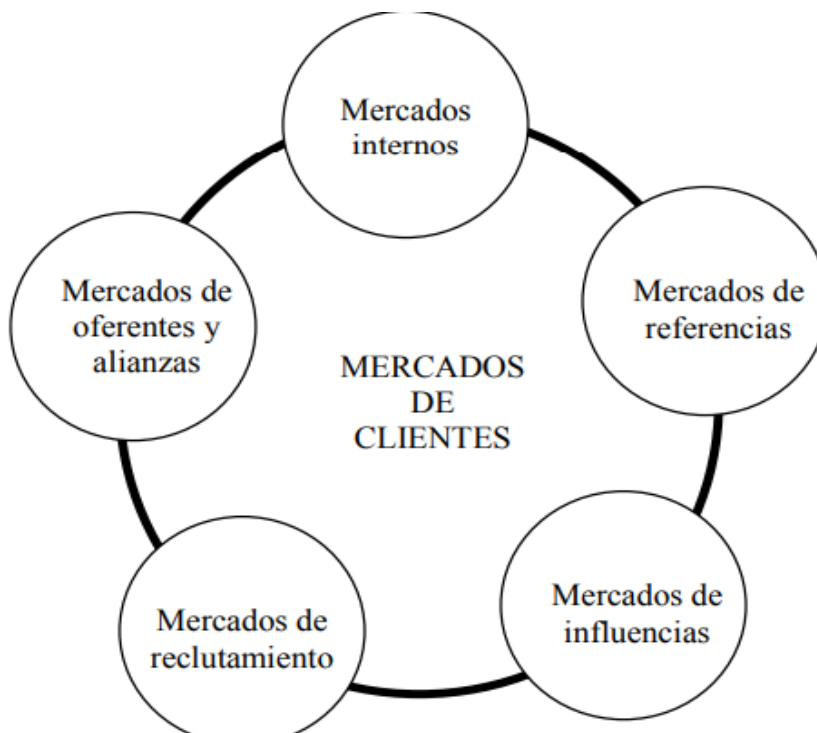 Mercados
internos
Mercados de
referencias
Mercados de
influencias
Mercados de
reclutamiento
Mercados de
oferentes y
alianzas
MERCADOS
DE
CLIENTES